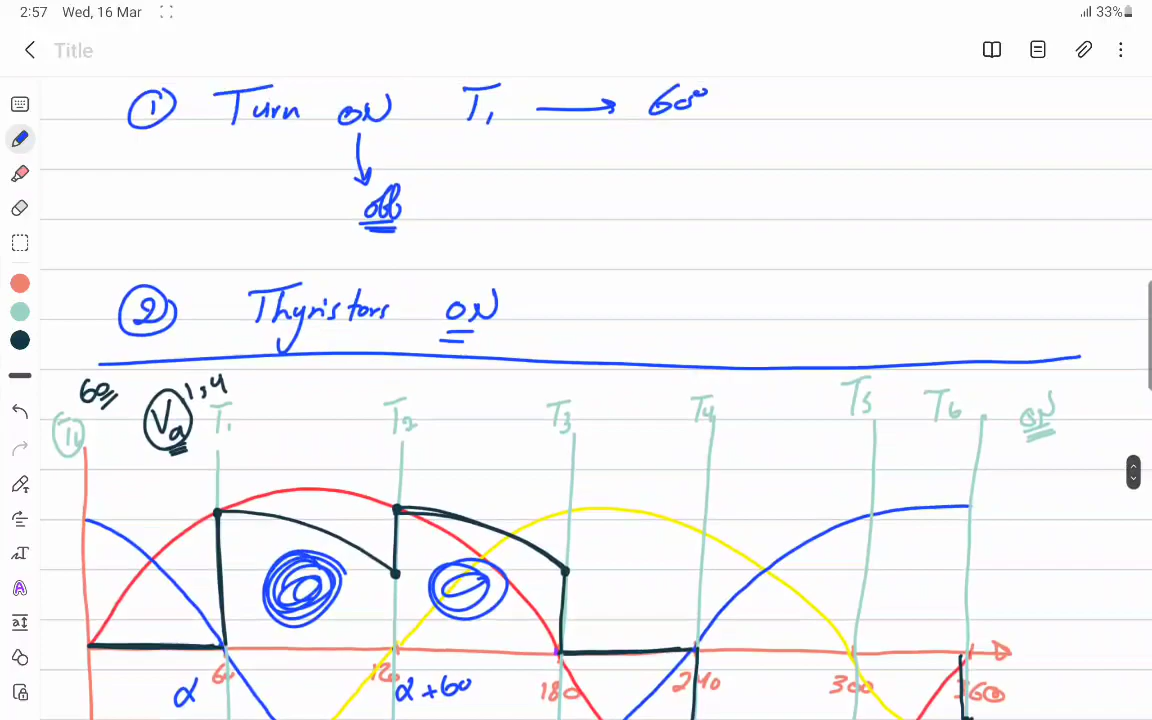 2:57 Wed, 16 Mar 33%
Title
① Turn ON T₁ → 60°
off
② Thyristors ON
60 Va 1,4
T₁ T₂ T₃ T₄ T₅ T₆ ON
60 120 180 240 300 360
α α+60